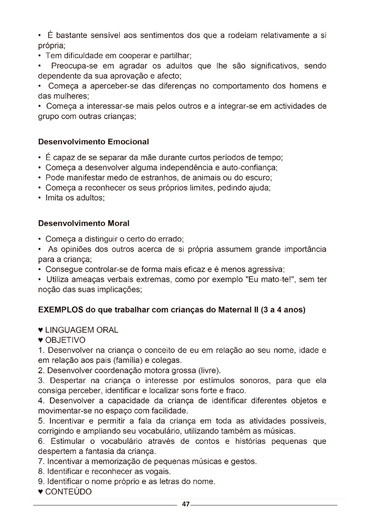 • É bastante sensível aos sentimentos dos que a rodeiam relativamente a si
própria;
• Tem dificuldade em cooperar e partilhar;
• Preocupa-se em agradar os adultos que lhe são significativos, sendo
dependente da sua aprovação e afecto;
• Começa a aperceber-se das diferenças no comportamento dos homens e
das mulheres;
• Começa a interessar-se mais pelos outros e a integrar-se em actividades de
grupo com outras crianças;
Desenvolvimento Emocional
• É capaz de se separar da mãe durante curtos períodos de tempo;
• Começa a desenvolver alguma independência e auto-confiança;
• Pode manifestar medo de estranhos, de animais ou do escuro;
• Começa a reconhecer os seus próprios limites, pedindo ajuda;
• Imita os adultos;
Desenvolvimento Moral
• Começa a distinguir o certo do errado;
• As opiniões dos outros acerca de si própria assumem grande importância
para a criança;
• Consegue controlar-se de forma mais eficaz e é menos agressiva;
• Utiliza ameaças verbais extremas, como por exemplo "Eu mato-te!", sem ter
noção das suas implicações;
EXEMPLOS do que trabalhar com crianças do Maternal II (3 a 4 anos)
♥ LINGUAGEM ORAL
♥ OBJETIVO
1. Desenvolver na criança o conceito de eu em relação ao seu nome, idade e
em relação aos pais (família) e colegas.
2. Desenvolver coordenação motora grossa (livre).
3. Despertar na criança o interesse por estímulos sonoros, para que ela
consiga perceber, identificar e localizar sons forte e fraco.
4. Desenvolver a capacidade da criança de identificar diferentes objetos e
movimentar-se no espaço com facilidade.
5. Incentivar e permitir a fala da criança em toda as atividades possíveis,
corrigindo e ampliando seu vocabulário, utilizando também as músicas.
6. Estimular o vocabulário através de contos e histórias pequenas que
despertem a fantasia da criança.
7. Incentivar a memorização de pequenas músicas e gestos.
8. Identificar e reconhecer as vogais.
9. Identificar o nome próprio e as letras do nome.
♥ CONTEÚDO
47